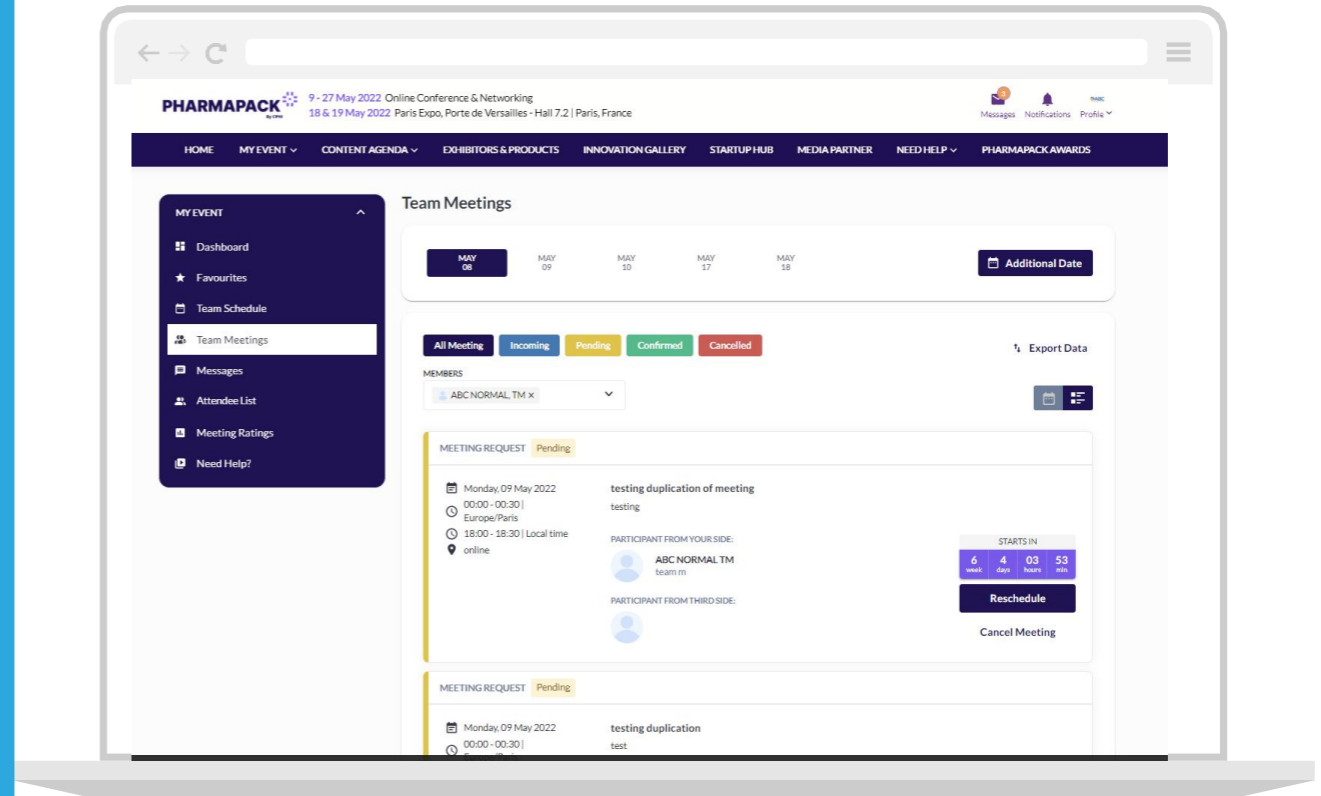 PHARMAPACK
By CPHI
9 - 27 May 2022 Online Conference & Networking
18 & 19 May 2022 Paris Expo, Porte de Versailles - Hall 7.2 | Paris, France
Messages Notifications Profile
HOME MY EVENT CONTENT AGENDA EXHIBITORS & PRODUCTS INNOVATION GALLERY STARTUP HUB MEDIA PARTNER NEED HELP PHARMAPACK AWARDS
MY EVENT
Dashboard
Favourites
Team Schedule
Team Meetings
Messages
Attendee List
Meeting Ratings
Need Help?
Team Meetings
MAY 08
MAY 09
MAY 10
MAY 17
MAY 18
Additional Date
All Meeting Incoming Pending Confirmed Cancelled
Export Data
MEMBERS
ABC NORMAL, TM ×
MEETING REQUEST Pending
Monday, 09 May 2022
00:00 - 00:30 |
Europe/Paris
18:00 - 18:30 | Local time
online
testing duplication of meeting
testing
PARTICIPANT FROM YOUR SIDE:
ABC NORMAL TM
team m
PARTICIPANT FROM THIRD SIDE:
STARTS IN
6 4 03 53
week days hours min
Reschedule
Cancel Meeting
MEETING REQUEST Pending
Monday, 09 May 2022
00:00 - 00:30 |
Europe/Paris
testing duplication
test